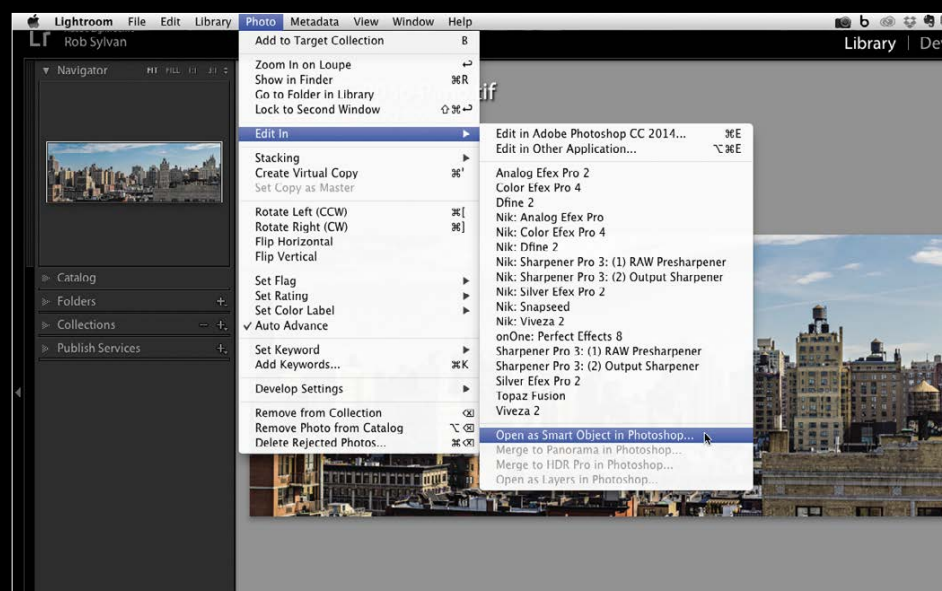 Lightroom File Edit Library Photo Metadata View Window Help
Lr Rob Sylvan
Library | De
Navigator FIT FILL 1:1
Catalog
Folders
Collections
Publish Services
tif
Add to Target Collection B
Zoom In on Loupe ↩
Show in Finder ⌘R
Go to Folder in Library
Lock to Second Window ⇧⌘↩
Edit In
Stacking
Create Virtual Copy ⌘'
Set Copy as Master
Rotate Left (CCW) ⌘[
Rotate Right (CW) ⌘]
Flip Horizontal
Flip Vertical
Set Flag
Set Rating
Set Color Label
✓ Auto Advance
Set Keyword
Add Keywords... ⌘K
Develop Settings
Remove from Collection ⌫
Remove Photo from Catalog ⌥⌫
Delete Rejected Photos... ⌘⌫
Edit in Adobe Photoshop CC 2014... ⌘E
Edit in Other Application... ⌥⌘E
Analog Efex Pro 2
Color Efex Pro 4
Dfine 2
Nik: Analog Efex Pro
Nik: Color Efex Pro 4
Nik: Dfine 2
Nik: Sharpener Pro 3: (1) RAW Presharpener
Nik: Sharpener Pro 3: (2) Output Sharpener
Nik: Silver Efex Pro 2
Nik: Snapseed
Nik: Viveza 2
onOne: Perfect Effects 8
Sharpener Pro 3: (1) RAW Presharpener
Sharpener Pro 3: (2) Output Sharpener
Silver Efex Pro 2
Topaz Fusion
Viveza 2
Open as Smart Object in Photoshop...
Merge to Panorama in Photoshop...
Merge to HDR Pro in Photoshop...
Open as Layers in Photoshop...